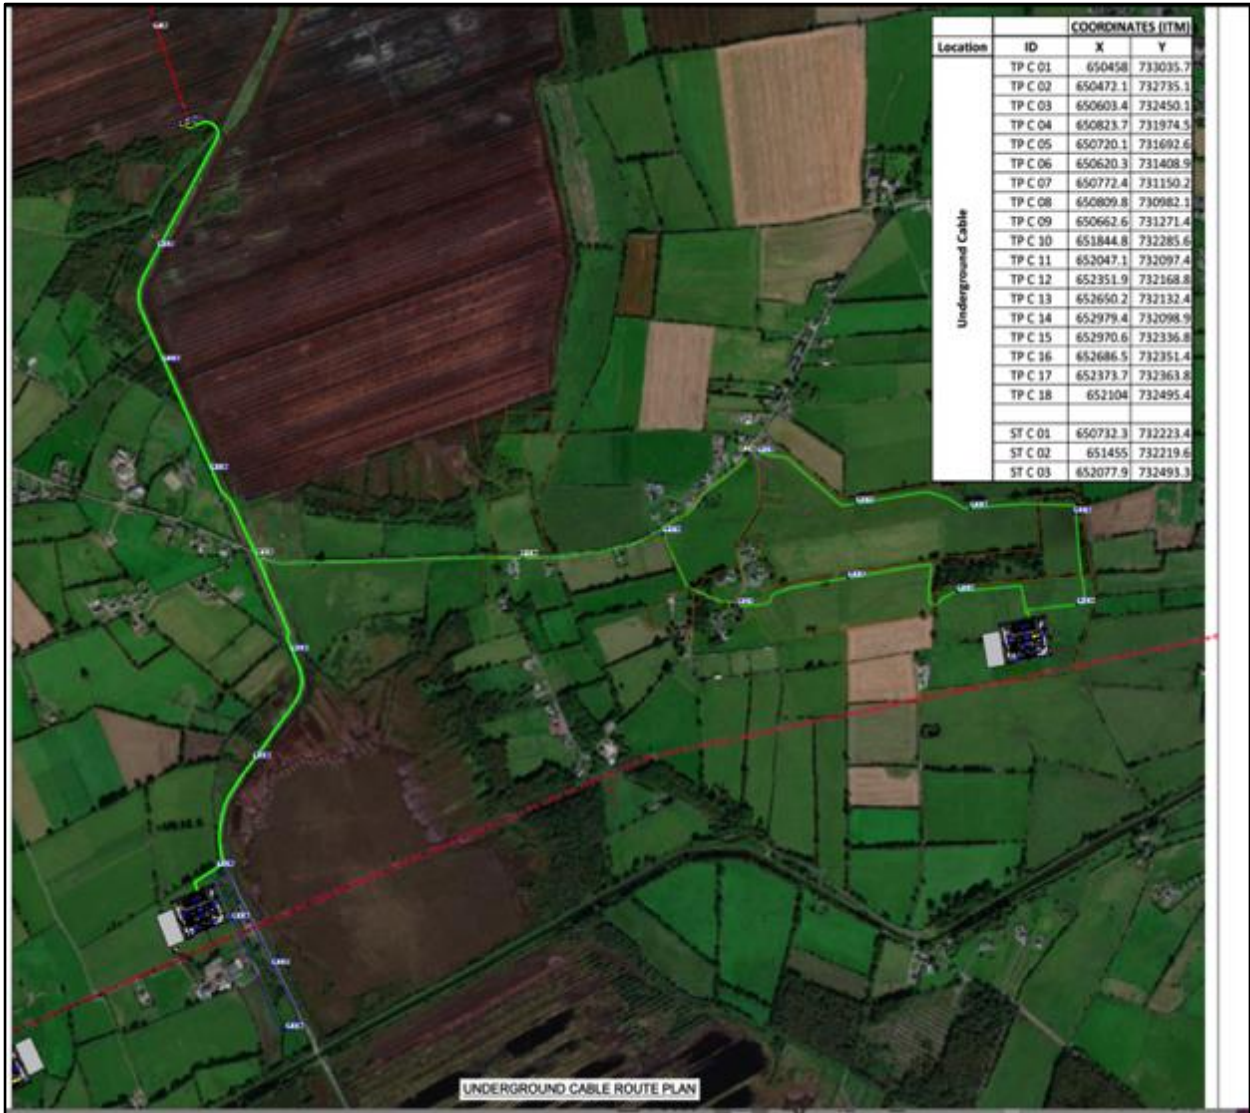 COORDINATES (ITM)
Location ID X Y
Underground Cable
TP C 01 650458 733035.7
TP C 02 650472.1 732735.1
TP C 03 650603.4 732450.1
TP C 04 650823.7 731974.5
TP C 05 650720.1 731692.6
TP C 06 650620.3 731408.9
TP C 07 650772.4 731150.2
TP C 08 650809.8 730982.1
TP C 09 650662.6 731271.4
TP C 10 651844.8 732285.6
TP C 11 652047.1 732097.4
TP C 12 652351.9 732168.8
TP C 13 652650.2 732132.4
TP C 14 652979.4 732098.9
TP C 15 652970.6 732336.8
TP C 16 652686.5 732351.4
TP C 17 652373.7 732363.8
TP C 18 652104 732495.4
ST C 01 650732.3 732223.4
ST C 02 651455 732219.6
ST C 03 652077.9 732493.3
UNDERGROUND CABLE ROUTE PLAN